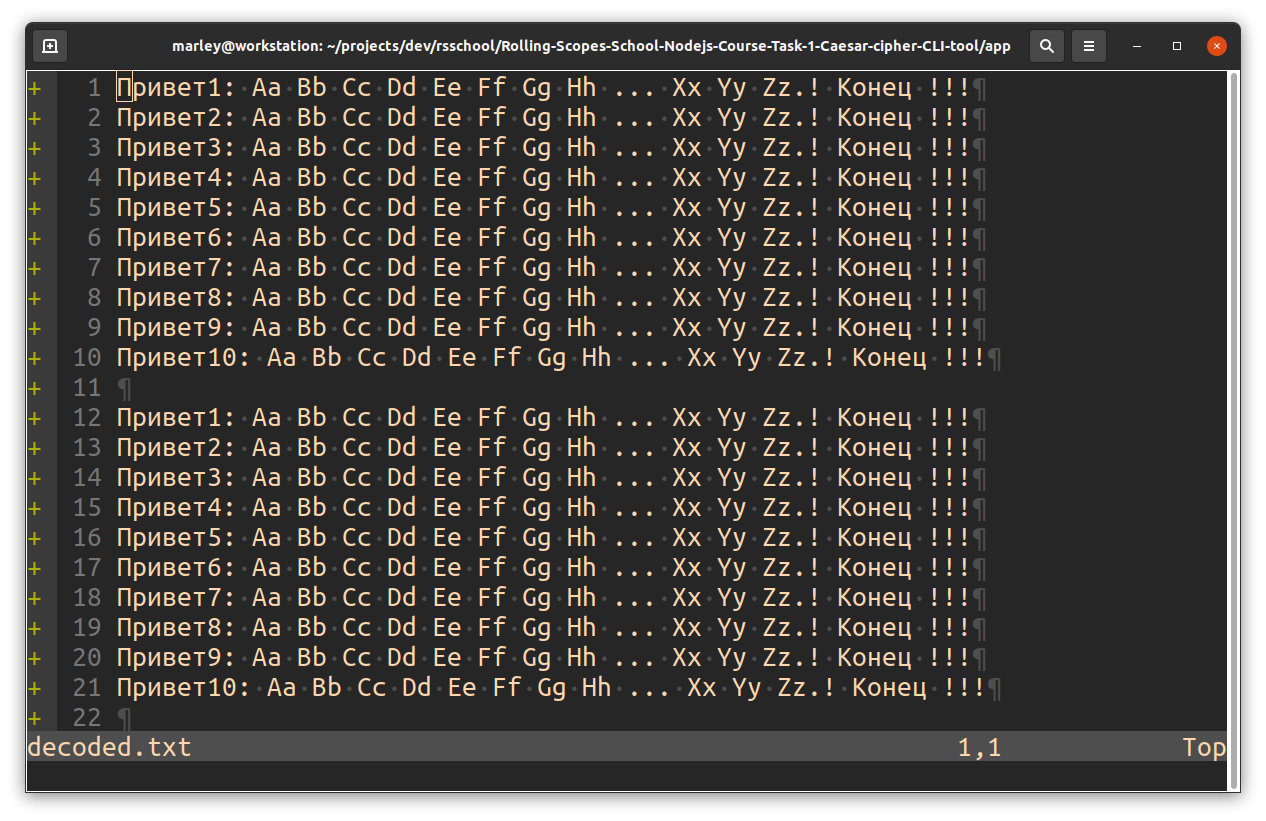 marley@workstation: ~/projects/dev/rsschool/Rolling-Scopes-School-Nodejs-Course-Task-1-Caesar-cipher-CLI-tool/app
+ 1 Привет1:·Aa·Bb·Cc·Dd·Ee·Ff·Gg·Hh·...·Xx·Yy·Zz.!·Конец·!!!¶
+ 2 Привет2:·Aa·Bb·Cc·Dd·Ee·Ff·Gg·Hh·...·Xx·Yy·Zz.!·Конец·!!!¶
+ 3 Привет3:·Aa·Bb·Cc·Dd·Ee·Ff·Gg·Hh·...·Xx·Yy·Zz.!·Конец·!!!¶
+ 4 Привет4:·Aa·Bb·Cc·Dd·Ee·Ff·Gg·Hh·...·Xx·Yy·Zz.!·Конец·!!!¶
+ 5 Привет5:·Aa·Bb·Cc·Dd·Ee·Ff·Gg·Hh·...·Xx·Yy·Zz.!·Конец·!!!¶
+ 6 Привет6:·Aa·Bb·Cc·Dd·Ee·Ff·Gg·Hh·...·Xx·Yy·Zz.!·Конец·!!!¶
+ 7 Привет7:·Aa·Bb·Cc·Dd·Ee·Ff·Gg·Hh·...·Xx·Yy·Zz.!·Конец·!!!¶
+ 8 Привет8:·Aa·Bb·Cc·Dd·Ee·Ff·Gg·Hh·...·Xx·Yy·Zz.!·Конец·!!!¶
+ 9 Привет9:·Aa·Bb·Cc·Dd·Ee·Ff·Gg·Hh·...·Xx·Yy·Zz.!·Конец·!!!¶
+ 10 Привет10:·Aa·Bb·Cc·Dd·Ee·Ff·Gg·Hh·...·Xx·Yy·Zz.!·Конец·!!!¶
+ 11 ¶
+ 12 Привет1:·Aa·Bb·Cc·Dd·Ee·Ff·Gg·Hh·...·Xx·Yy·Zz.!·Конец·!!!¶
+ 13 Привет2:·Aa·Bb·Cc·Dd·Ee·Ff·Gg·Hh·...·Xx·Yy·Zz.!·Конец·!!!¶
+ 14 Привет3:·Aa·Bb·Cc·Dd·Ee·Ff·Gg·Hh·...·Xx·Yy·Zz.!·Конец·!!!¶
+ 15 Привет4:·Aa·Bb·Cc·Dd·Ee·Ff·Gg·Hh·...·Xx·Yy·Zz.!·Конец·!!!¶
+ 16 Привет5:·Aa·Bb·Cc·Dd·Ee·Ff·Gg·Hh·...·Xx·Yy·Zz.!·Конец·!!!¶
+ 17 Привет6:·Aa·Bb·Cc·Dd·Ee·Ff·Gg·Hh·...·Xx·Yy·Zz.!·Конец·!!!¶
+ 18 Привет7:·Aa·Bb·Cc·Dd·Ee·Ff·Gg·Hh·...·Xx·Yy·Zz.!·Конец·!!!¶
+ 19 Привет8:·Aa·Bb·Cc·Dd·Ee·Ff·Gg·Hh·...·Xx·Yy·Zz.!·Конец·!!!¶
+ 20 Привет9:·Aa·Bb·Cc·Dd·Ee·Ff·Gg·Hh·...·Xx·Yy·Zz.!·Конец·!!!¶
+ 21 Привет10:·Aa·Bb·Cc·Dd·Ee·Ff·Gg·Hh·...·Xx·Yy·Zz.!·Конец·!!!¶
+ 22 ¶
decoded.txt 1,1 Top